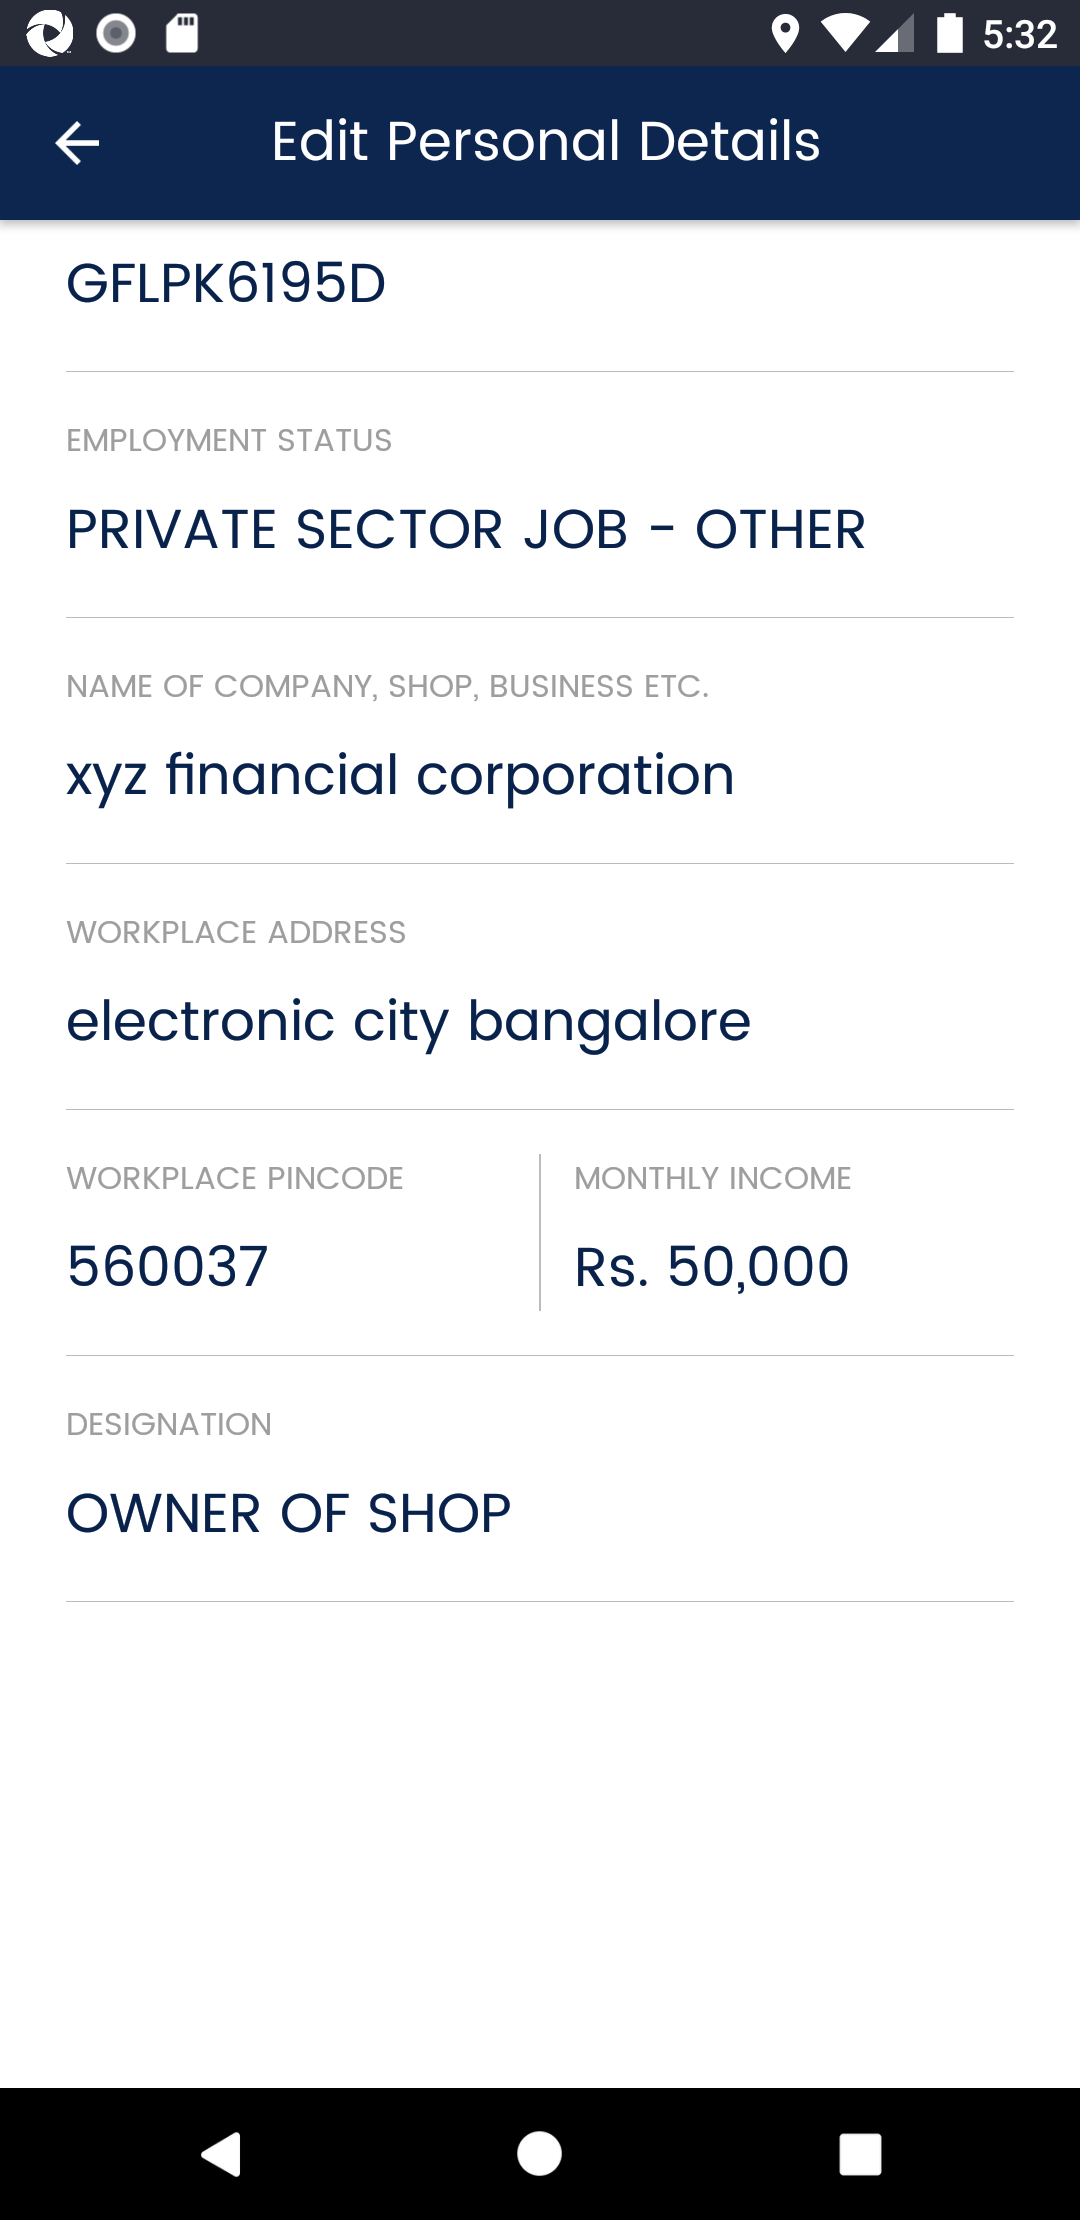 5:32
Edit Personal Details
GFLPK6195D
EMPLOYMENT STATUS
PRIVATE SECTOR JOB - OTHER
NAME OF COMPANY, SHOP, BUSINESS ETC.
xyz financial corporation
WORKPLACE ADDRESS
electronic city bangalore
WORKPLACE PINCODE
560037
MONTHLY INCOME
Rs. 50,000
DESIGNATION
OWNER OF SHOP